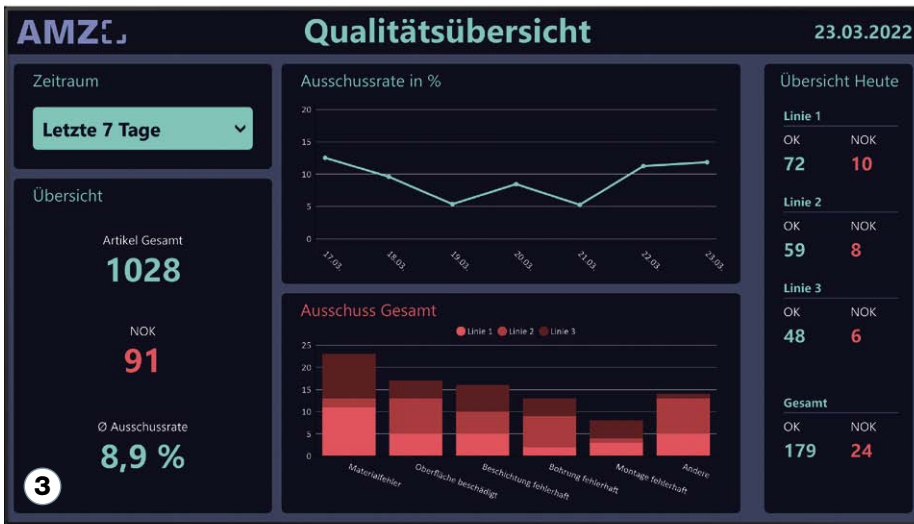 AMZ
Qualitätsübersicht
23.03.2022
Zeitraum
Letzte 7 Tage
Übersicht
Artikel Gesamt
1028
NOK
91
Ø Ausschussrate
8,9 %
3
Ausschussrate in %
20
15
10
5
0
17.03.
18.03.
19.03.
20.03.
21.03.
22.03.
23.03.
Ausschuss Gesamt
Linie 1 Linie 2 Linie 3
25
20
15
10
5
0
Materialfehler
Oberfläche beschädigt
Beschichtung fehlerhaft
Bohrung fehlerhaft
Montage fehlerhaft
Andere
Übersicht Heute
Linie 1
OK NOK
72 10
Linie 2
OK NOK
59 8
Linie 3
OK NOK
48 6
Gesamt
OK NOK
179 24